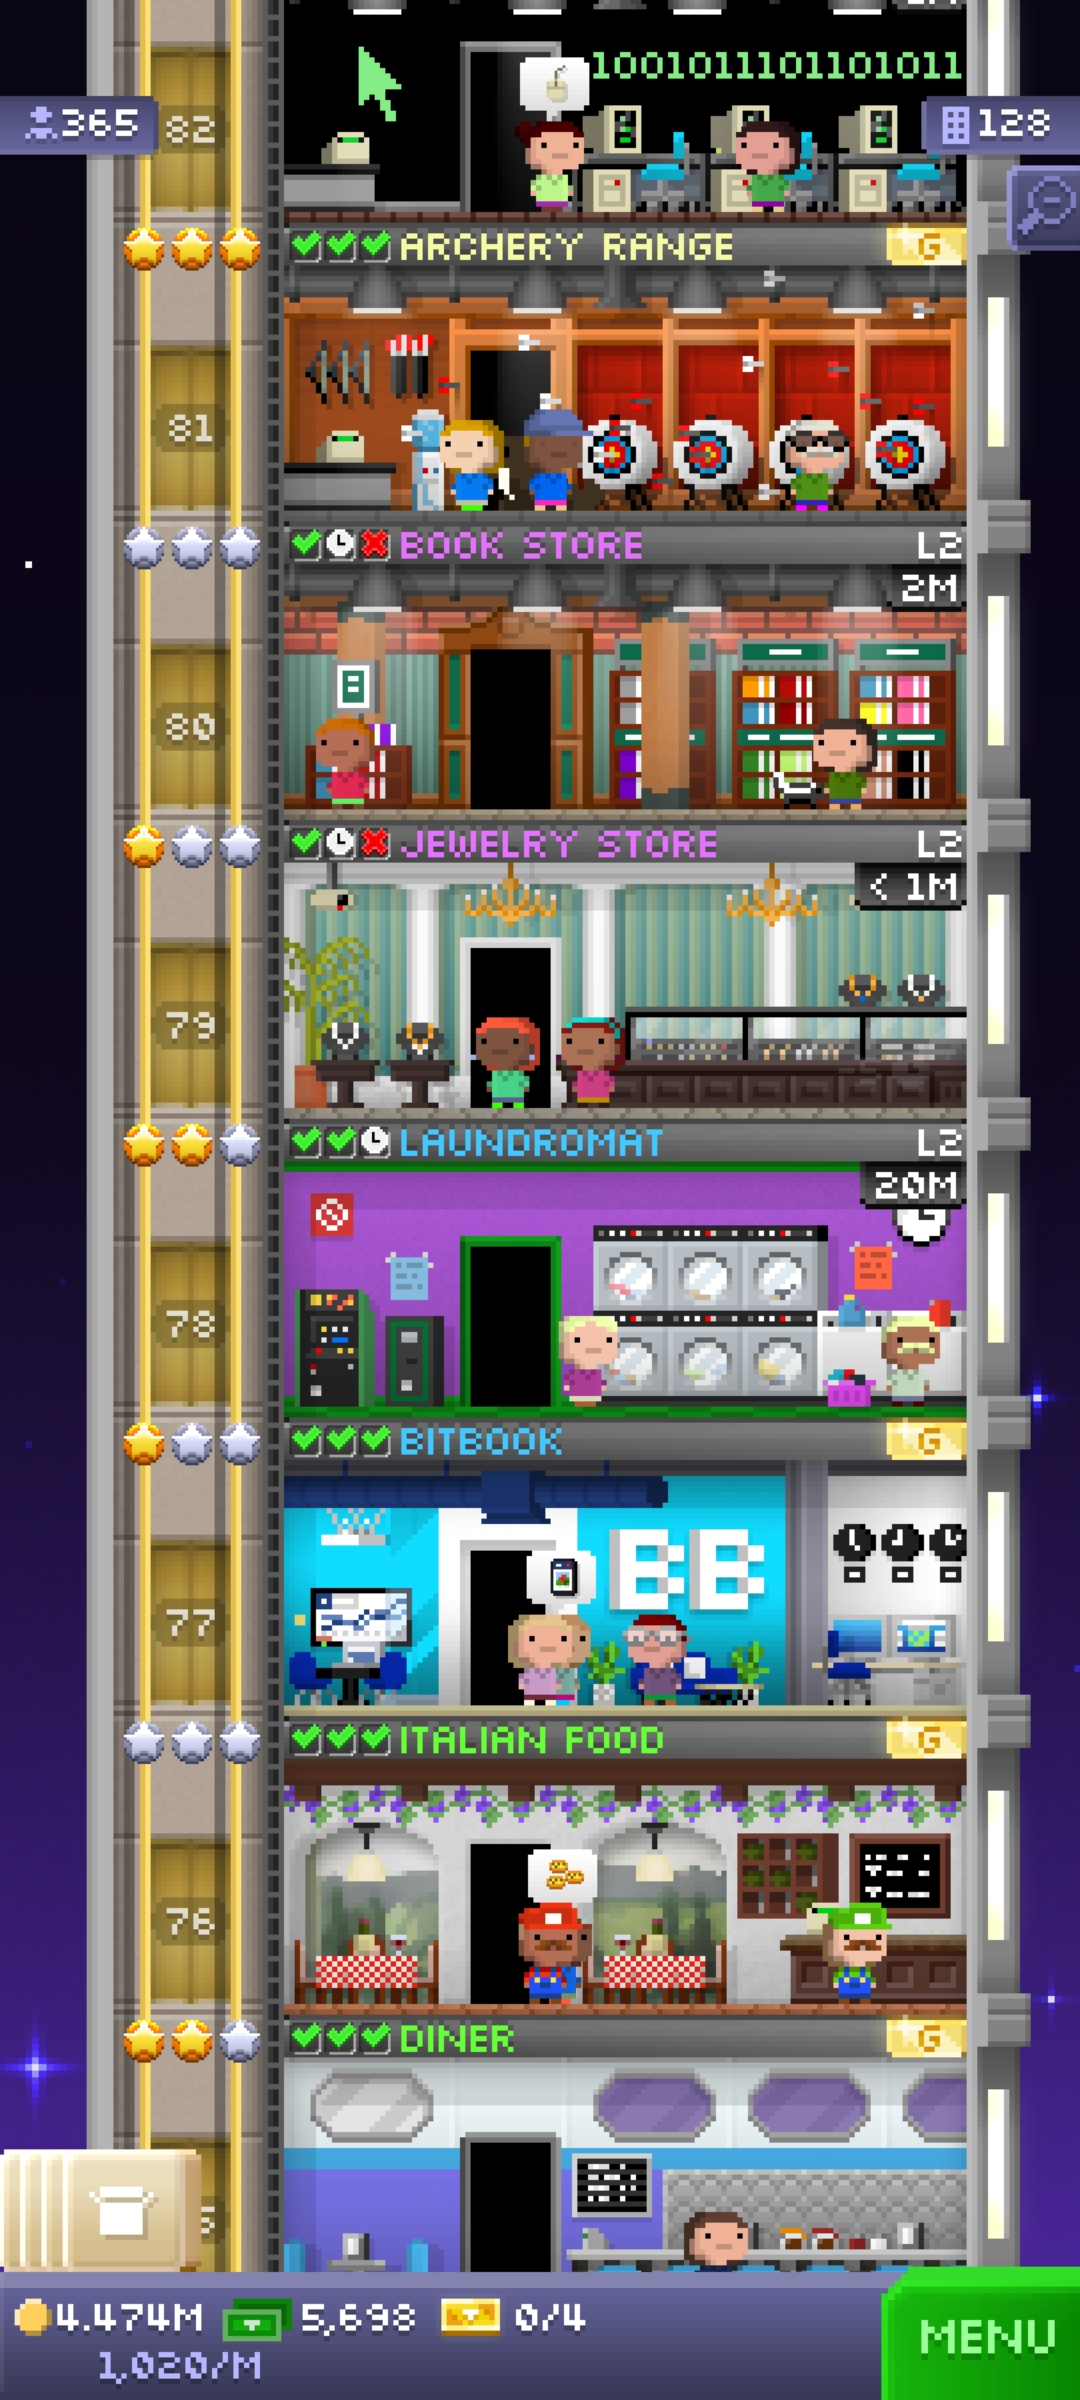 1001011101101011
365
82
128
ARCHERY RANGE
G
81
BOOK STORE
L2
2M
80
JEWELRY STORE
L2
< 1M
79
LAUNDROMAT
L2
20M
78
BITBOOK
G
BB
77
ITALIAN FOOD
G
76
DINER
G
4.474M
5,698
0/4
1,020/M
MENU